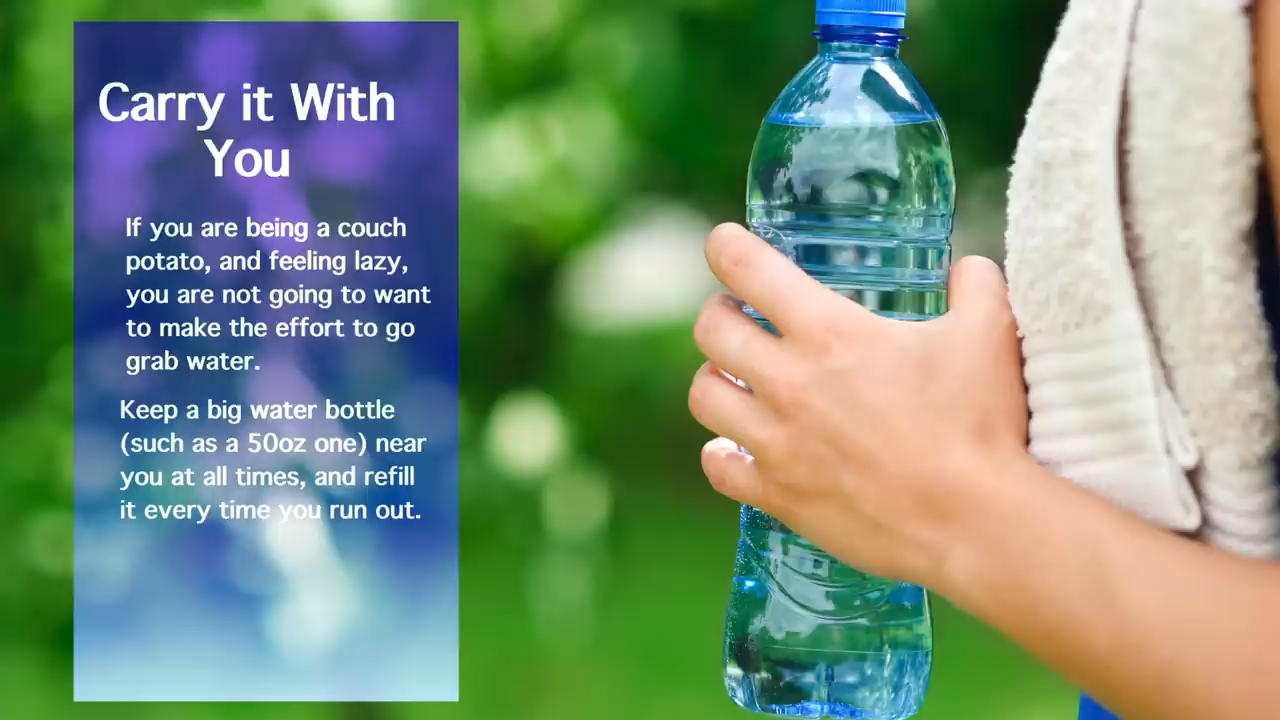 Carry it With
You
If you are being a couch
potato, and feeling lazy,
you are not going to want
to make the effort to go
grab water.
Keep a big water bottle
(such as a 50oz one) near
you at all times, and refill
it every time you run out.